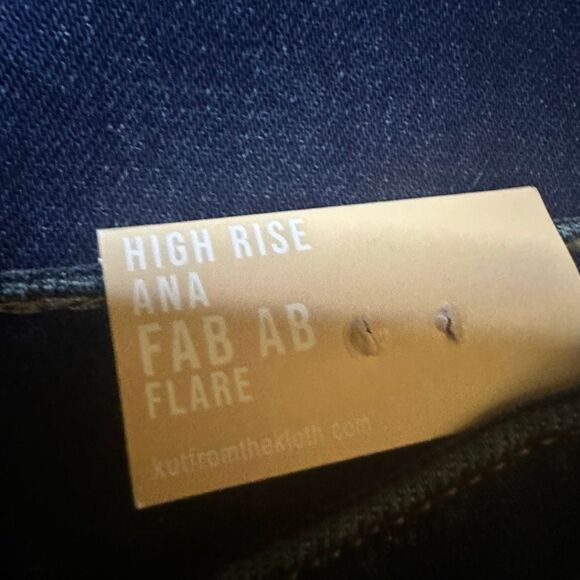 HIGH RISE
ANA
FAB AB
FLARE
kutfromthekloth.com